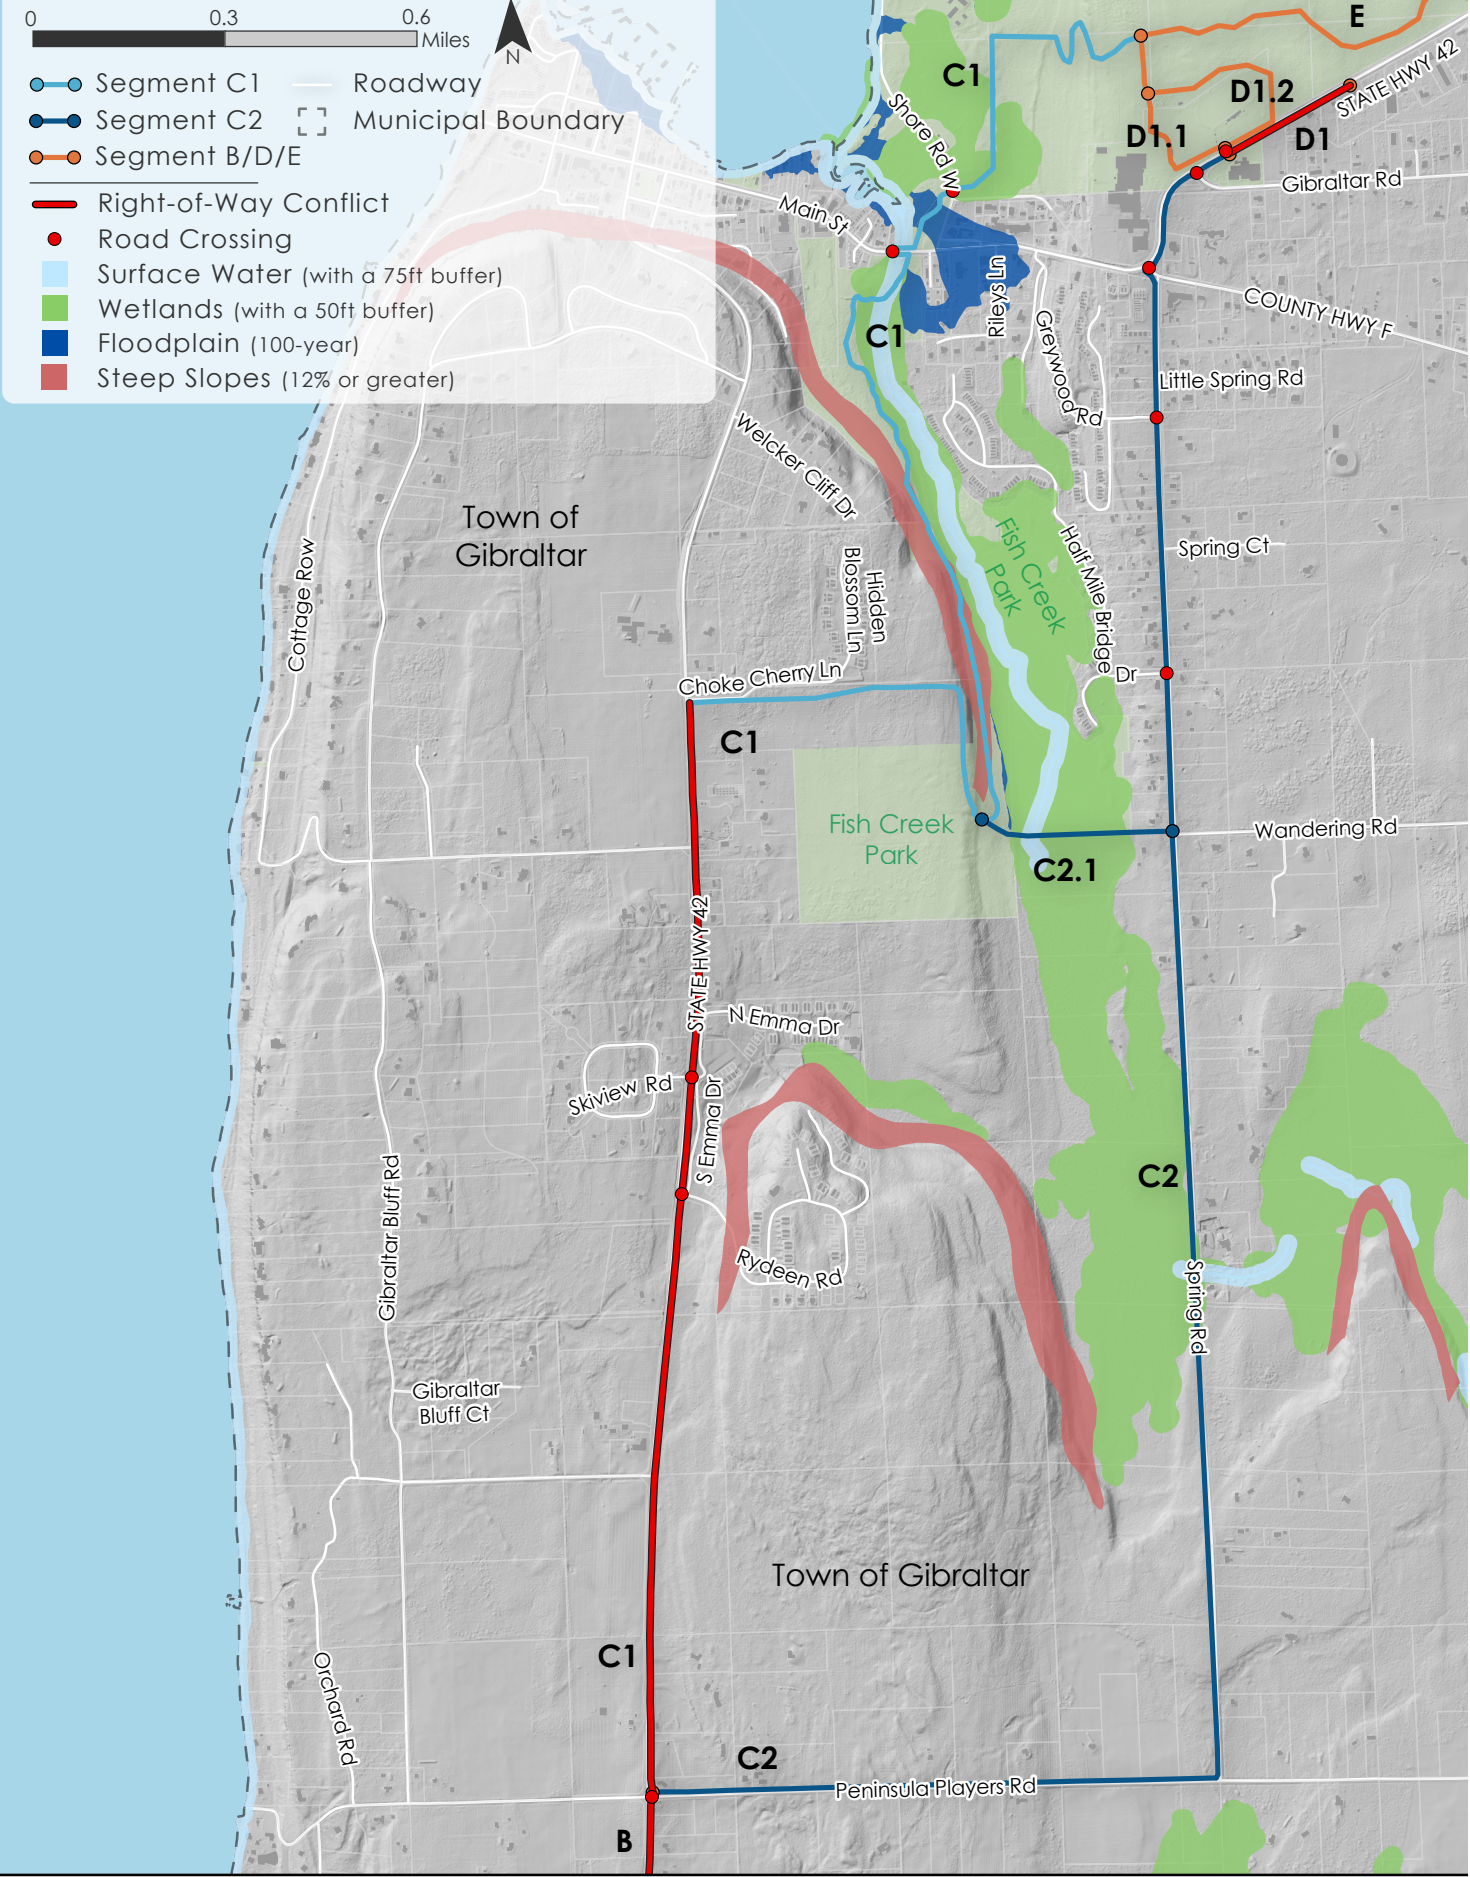 0 0.3 0.6
Miles
N
Segment C1
Roadway
Segment C2
Municipal Boundary
Segment B/D/E
Right-of-Way Conflict
Road Crossing
Surface Water (with a 75ft buffer)
Wetlands (with a 50ft buffer)
Floodplain (100-year)
Steep Slopes (12% or greater)
E
C1
STATE HWY 42
D1.2
D1.1
D1
Shore Rd W
Gibraltar Rd
Main St
Rileys Ln
COUNTY HWY F
C1
Greywood Rd
Little Spring Rd
Welcker Cliff Dr
Town of
Gibraltar
Spring Ct
Fish Creek
Park
Half Mile Bridge
Dr
Cottage Row
Hidden
Blossom Ln
Choke Cherry Ln
C1
Fish Creek
Park
Wandering Rd
C2.1
STATE HWY 42
N Emma Dr
Skiview Rd
S Emma Dr
C2
Gibraltar Bluff Rd
Rydeen Rd
Spring Rd
Gibraltar
Bluff Ct
Town of Gibraltar
C1
Orchard Rd
C2
Peninsula Players Rd
B